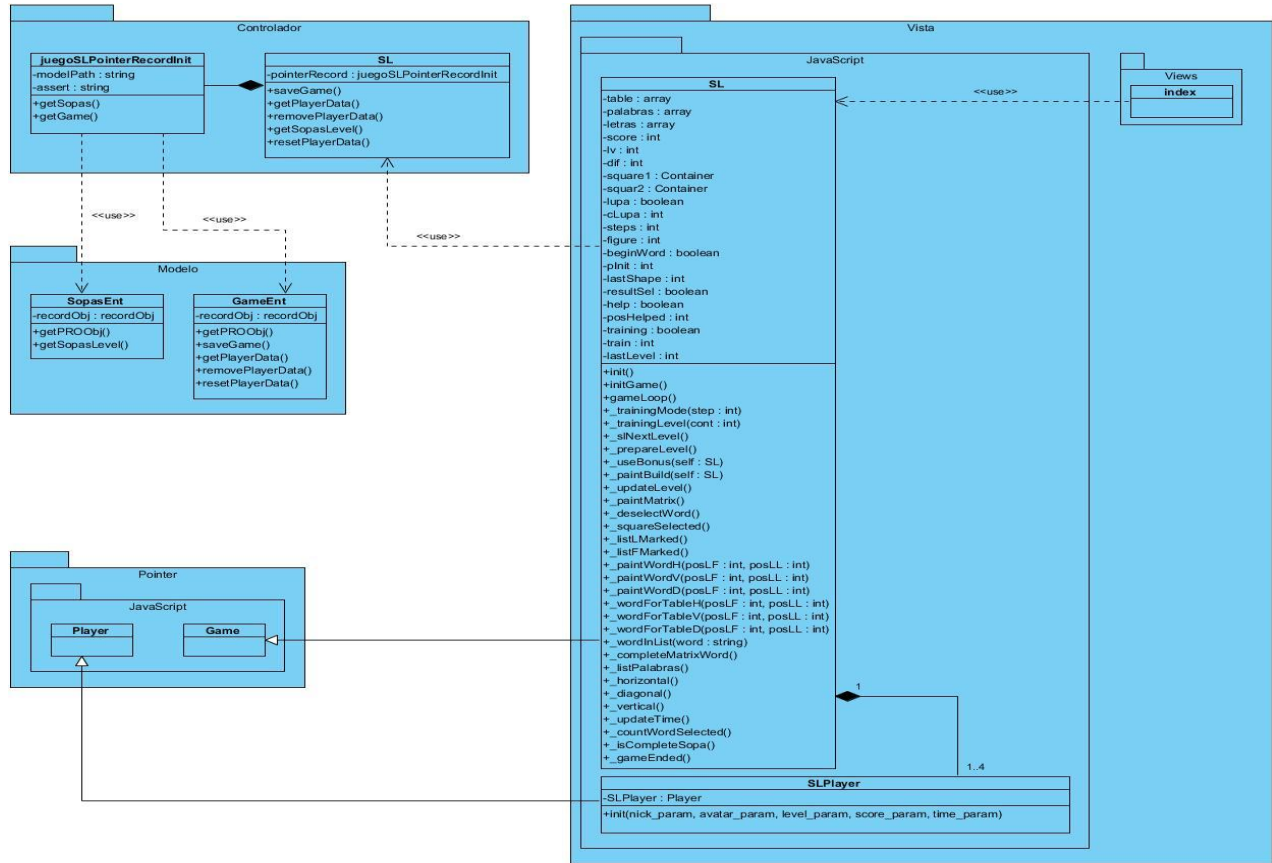 Controlador
juegoSLPointerRecordInit
-modelPath : string
-assert : string
+getSopas()
+getGame()
SL
-pointerRecord : juegoSLPointerRecordInit
+saveGame()
+getPlayerData()
+removePlayerData()
+getSopasLevel()
+resetPlayerData()
<<use>>
<<use>>
<<use>>
Modelo
SopasEnt
-recordObj : recordObj
+getPROObj()
+getSopasLevel()
GameEnt
-recordObj : recordObj
+getPROObj()
+saveGame()
+getPlayerData()
+removePlayerData()
+resetPlayerData()
Pointer
JavaScript
Player
Game
Vista
JavaScript
SL
-table : array
-palabras : array
-letras : array
-score : int
-lv : int
-dif : int
-square1 : Container
-squar2 : Container
-lupa : boolean
-cLupa : int
-steps : int
-figure : int
-beginWord : boolean
-pInit : int
-lastShape : int
-resultSel : boolean
-help : boolean
-posHelped : int
-training : boolean
-train : int
-lastLevel : int
+init()
+initGame()
+gameLoop()
+_trainingMode(step : int)
+_trainingLevel(cont : int)
+_slNextLevel()
+_prepareLevel()
+_useBonus(self : SL)
+_paintBuild(self : SL)
+_updateLevel()
+_paintMatrix()
+_deselectWord()
+_squareSelected()
+_listLMarked()
+_listFMarked()
+_paintWordH(posLF : int, posLL : int)
+_paintWordV(posLF : int, posLL : int)
+_paintWordD(posLF : int, posLL : int)
+_wordForTableH(posLF : int, posLL : int)
+_wordForTableV(posLF : int, posLL : int)
+_wordForTableD(posLF : int, posLL : int)
+_wordInList(word : string)
+_completeMatrixWord()
+_listPalabras()
+_horizontal()
+_diagonal()
+_vertical()
+_updateTime()
+_countWordSelected()
+_isCompleteSopa()
+_gameEnded()
<<use>>
Views
index
1
1..4
SLPlayer
-SLPlayer : Player
+init(nick_param, avatar_param, level_param, score_param, time_param)